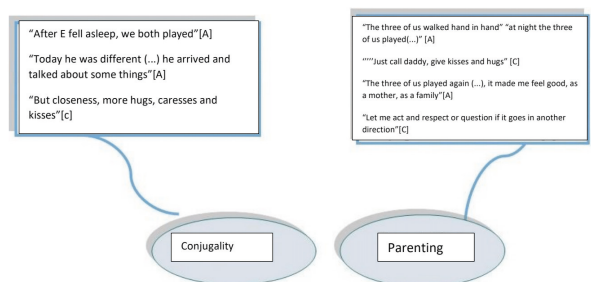 “After E fell asleep, we both played”[A]
“Today he was different (...) he arrived and
talked about some things”[A]
“But closeness, more hugs, caresses and
kisses”[c]
“The three of us walked hand in hand” “at night the three
of us played(...)” [A]
“““Just call daddy, give kisses and hugs” [C]
“The three of us played again (...), it made me feel good, as
a mother, as a family”[A]
“Let me act and respect or question if it goes in another
direction”[C]
Conjugality
Parenting